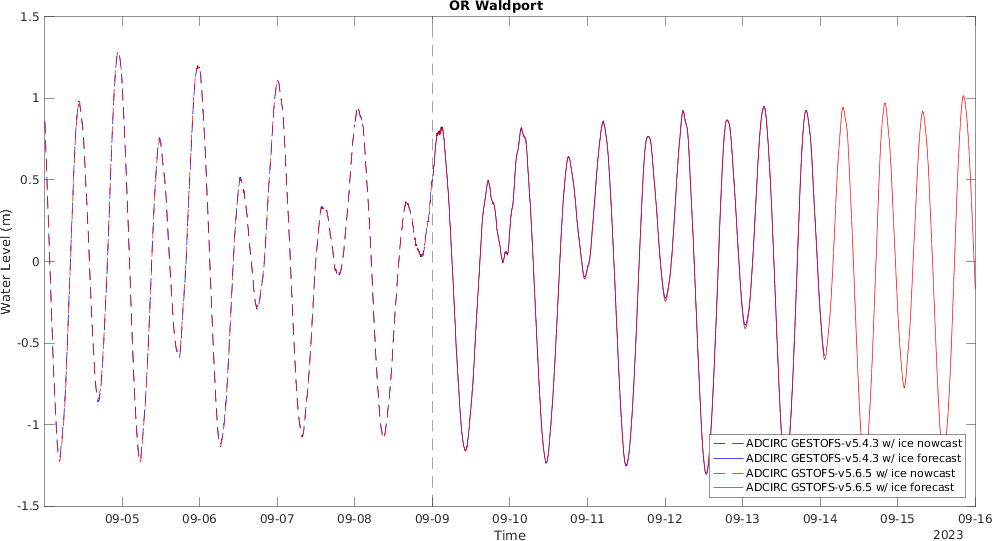 OR Waldport
1.5
1
0.5
0
-0.5
-1
-1.5
Water Level (m)
ADCIRC GESTOFS-v5.4.3 w/ ice nowcast
ADCIRC GESTOFS-v5.4.3 w/ ice forecast
ADCIRC GSTOFS-v5.6.5 w/ ice nowcast
ADCIRC GSTOFS-v5.6.5 w/ ice forecast
09-05 09-06 09-07 09-08 09-09 09-10 09-11 09-12 09-13 09-14 09-15 09-16
Time
2023